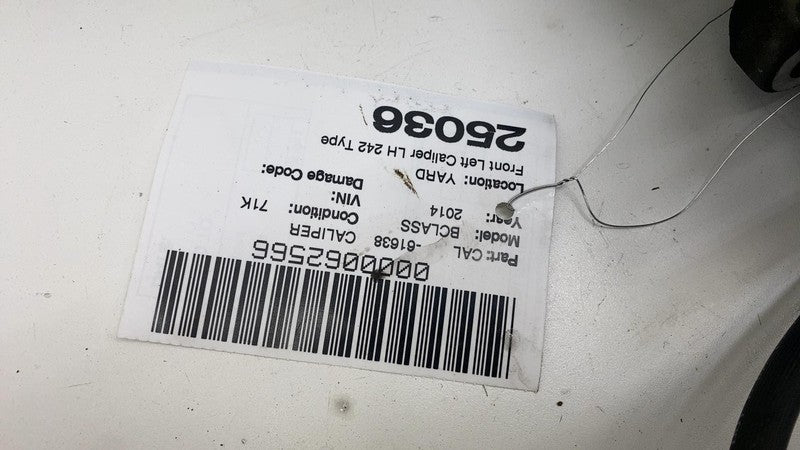 0000062566
Part: CAL -61638 CALIPER
Model: BCLASS Condition: 71K
Year: 2014 VIN:
Location: YARD Damage Code:
Front Left Caliper LH 242 Type
25036